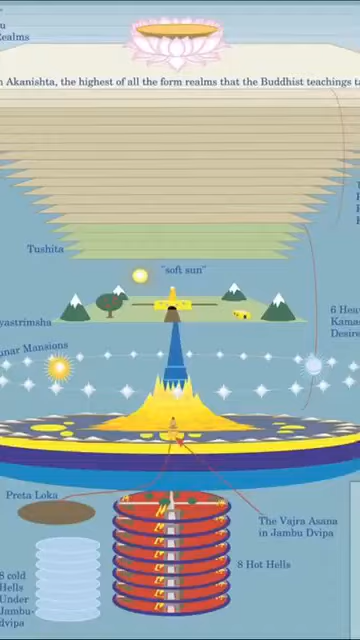 u
Realms
Akanishta, the highest of all the form realms that the Buddhist teachings ta
Tushita
"soft sun"
yastrimsha
6 Hea
Kama
Desire
unar Mansions
Preta Loka
The Vajra Asana
in Jambu Dvipa
8 Hot Hells
8 cold
Hells
Under
Jambu-
dvipa